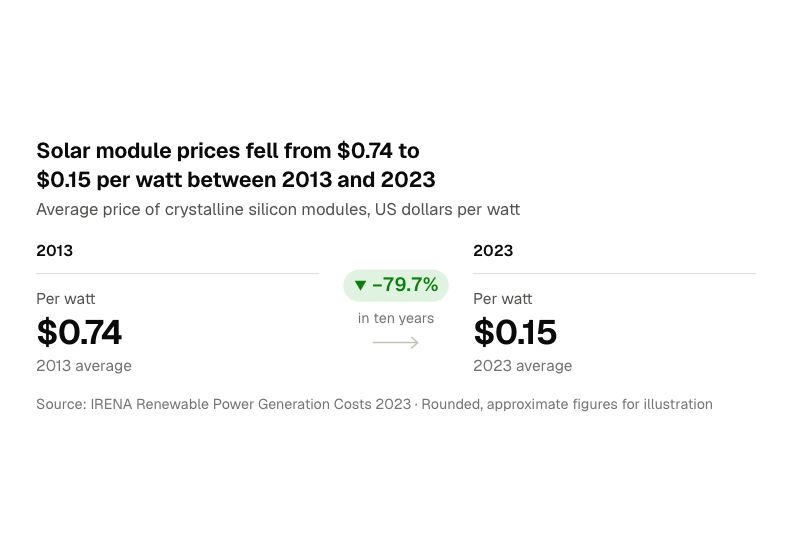 Solar module prices fell from $0.74 to
$0.15 per watt between 2013 and 2023
Average price of crystalline silicon modules, US dollars per watt
2013
Per watt
$0.74
2013 average
▼ −79.7%
in ten years
2023
Per watt
$0.15
2023 average
Source: IRENA Renewable Power Generation Costs 2023 · Rounded, approximate figures for illustration